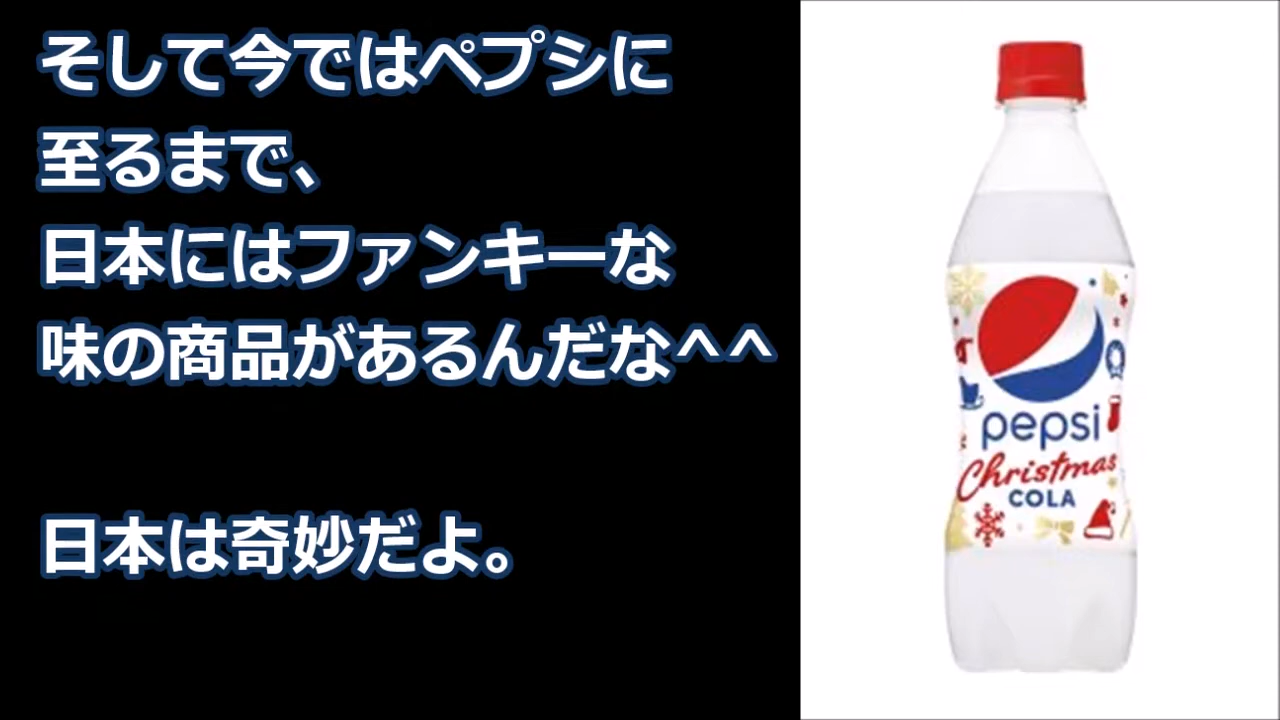 そして今ではペプシに
至るまで、
日本にはファンキーな
味の商品があるんだな^^
日本は奇妙だよ。
pepsi
Christmas
COLA